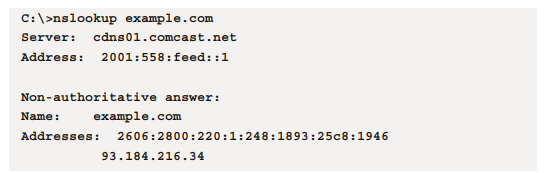 C:\>nslookup example.com
Server:  cdns01.comcast.net
Address:  2001:558:feed::1

Non-authoritative answer:
Name:    example.com
Addresses:  2606:2800:220:1:248:1893:25c8:1946
          93.184.216.34